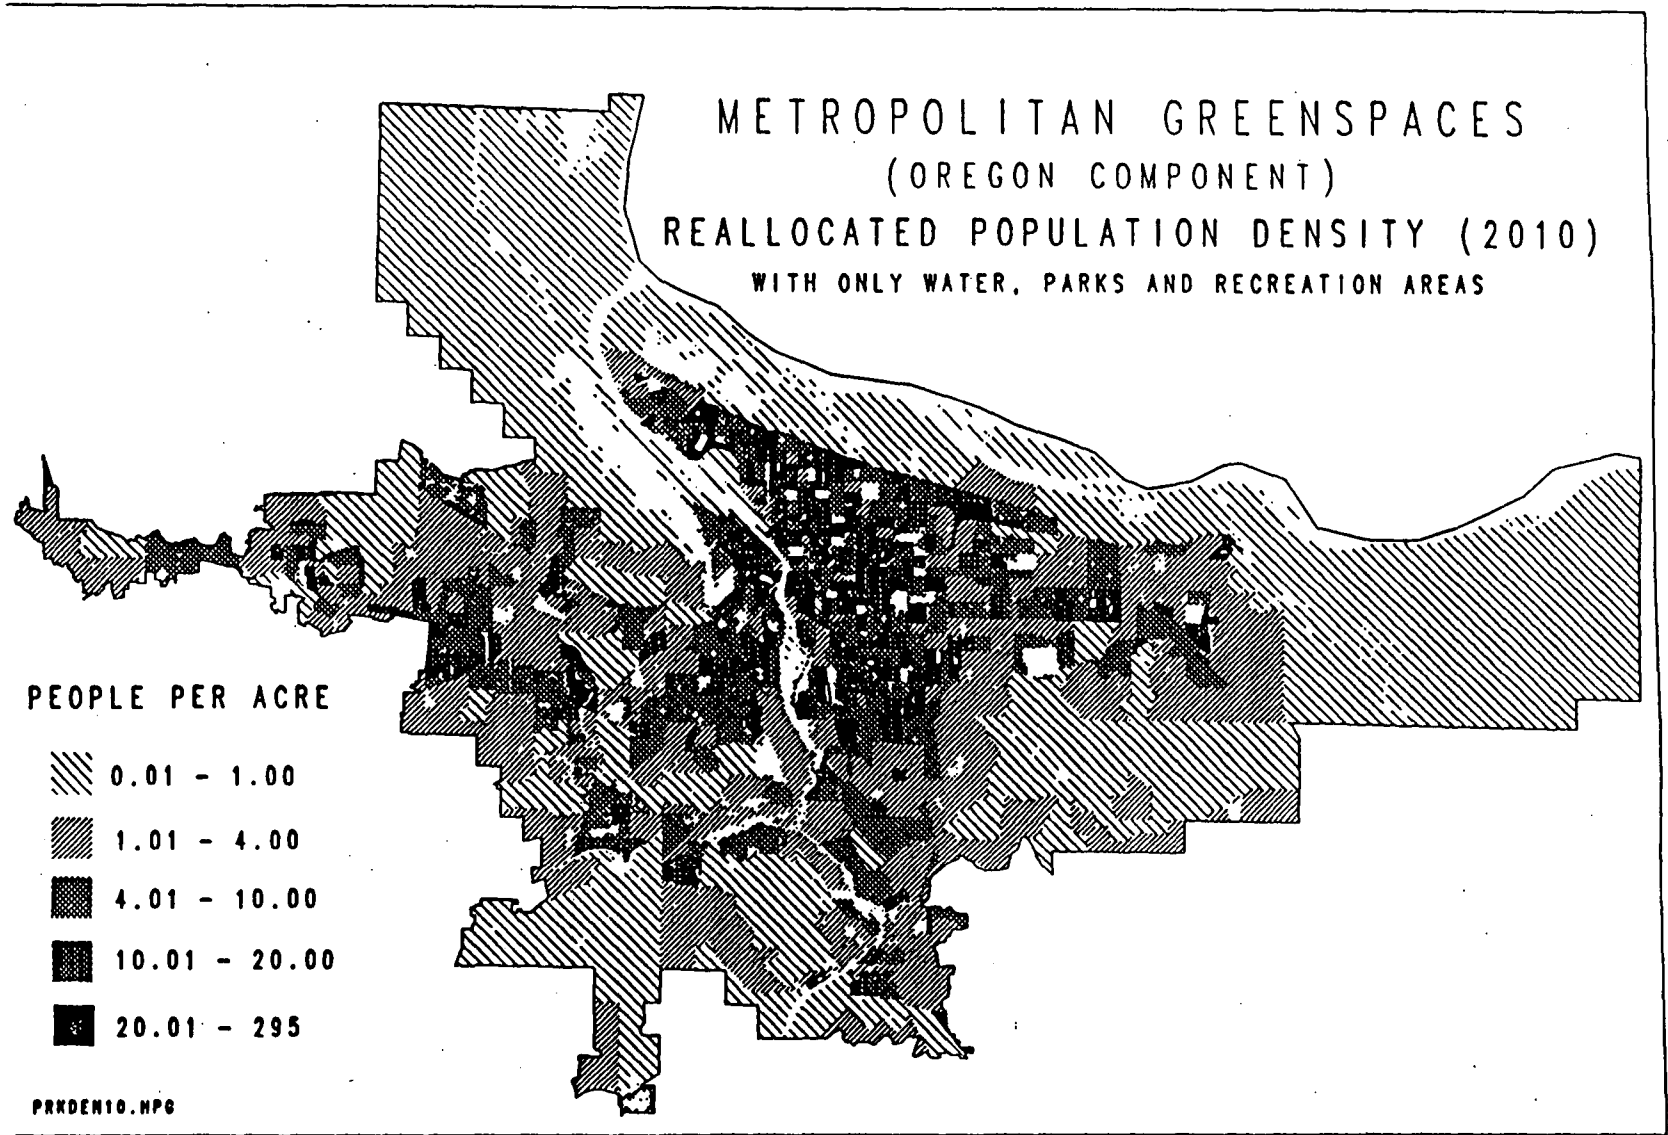 METROPOLITAN GREENSPACES
(OREGON COMPONENT)
REALLOCATED POPULATION DENSITY (2010)
WITH ONLY WATER, PARKS AND RECREATION AREAS
PEOPLE PER ACRE
0.01 - 1.00
1.01 - 4.00
4.01 - 10.00
10.01 - 20.00
20.01 - 295
PRKDEN10.MPG